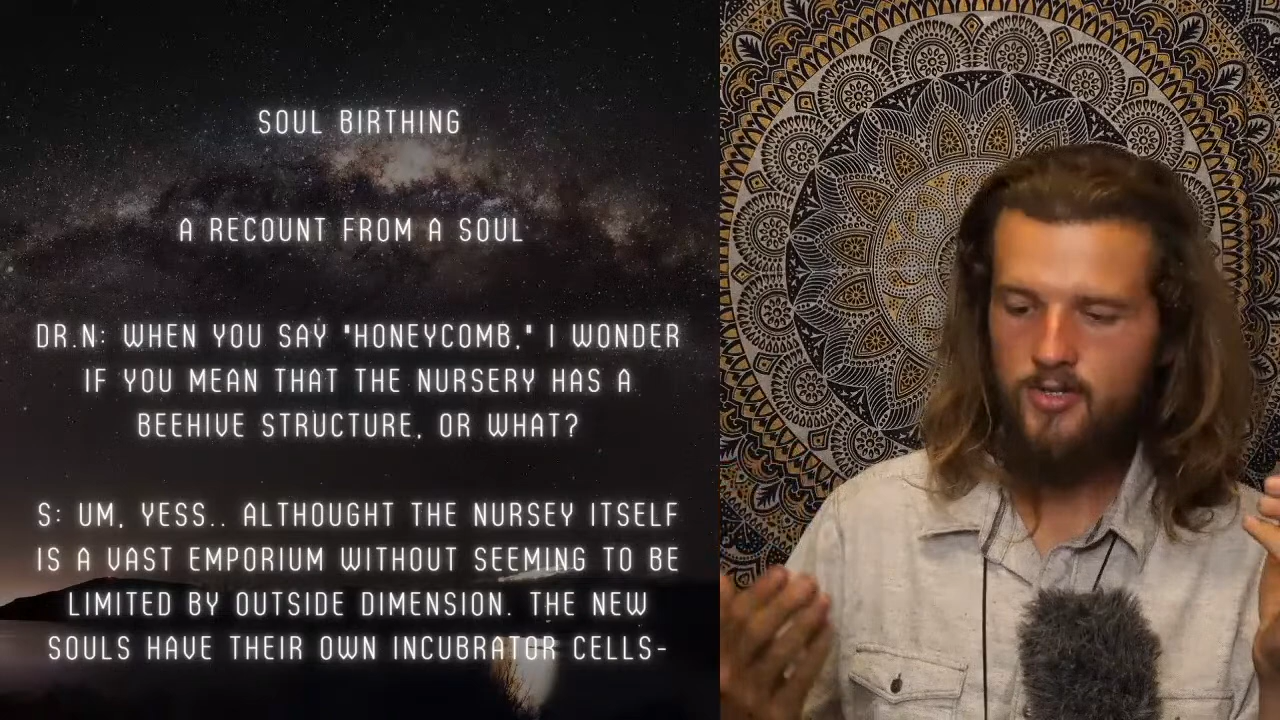 SOUL BIRTHING
A RECOUNT FROM A SOUL
DR.N: WHEN YOU SAY "HONEYCOMB," I WONDER
IF YOU MEAN THAT THE NURSERY HAS A
BEEHIVE STRUCTURE, OR WHAT?
S: UM, YESS.. ALTHOUGHT THE NURSEY ITSELF
IS A VAST EMPORIUM WITHOUT SEEMING TO BE
LIMITED BY OUTSIDE DIMENSION. THE NEW
SOULS HAVE THEIR OWN INCUBRATOR CELLS-